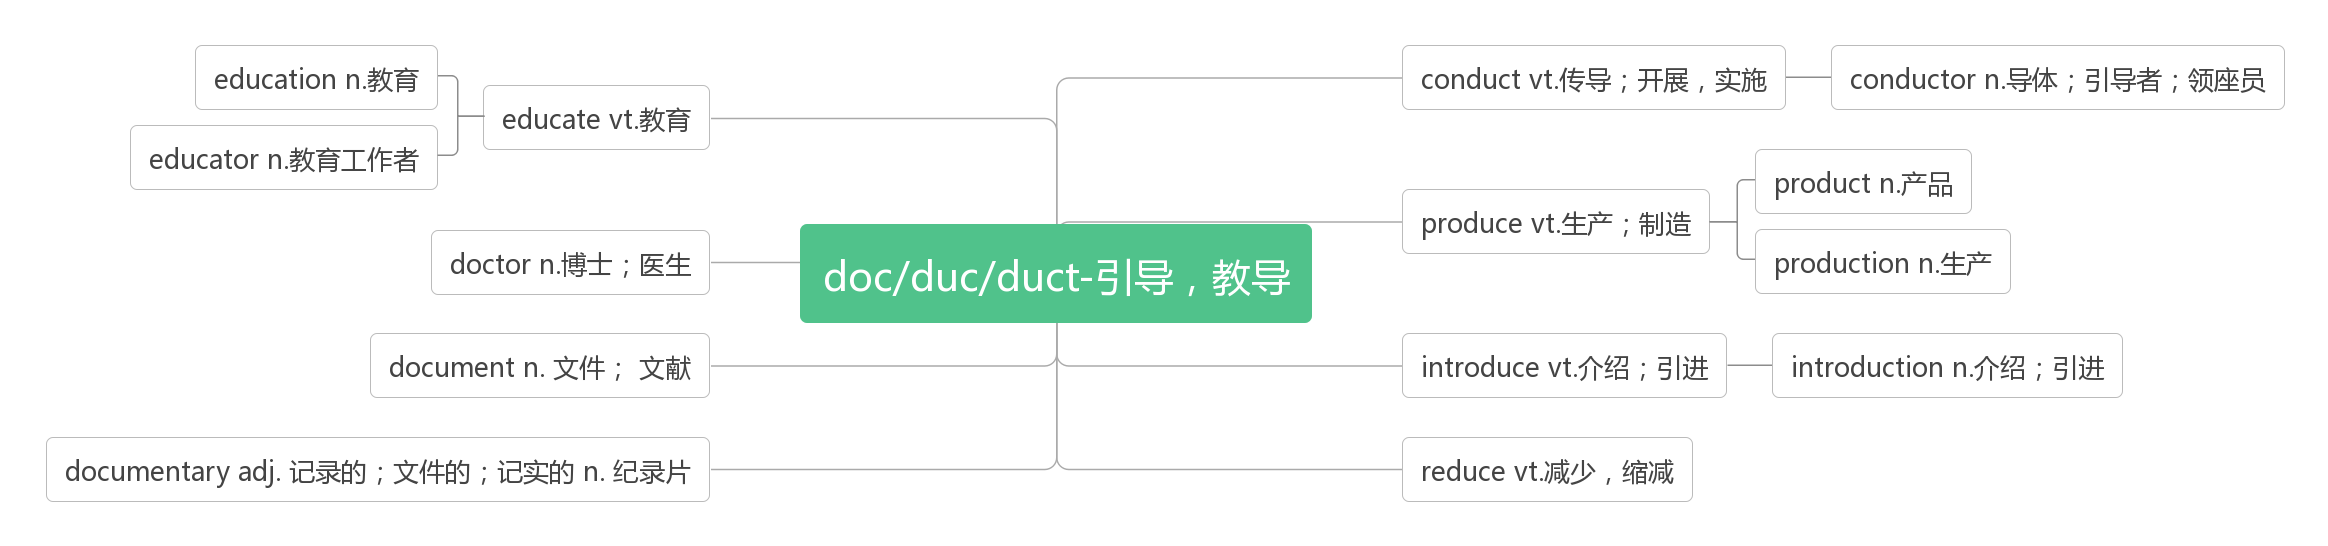 doc/duc/duct-引导，教导
conduct vt.传导；开展，实施
conductor n.导体；引导者；领座员
produce vt.生产；制造
product n.产品
production n.生产
introduce vt.介绍；引进
introduction n.介绍；引进
reduce vt.减少，缩减
educate vt.教育
education n.教育
educator n.教育工作者
doctor n.博士；医生
document n. 文件； 文献
documentary adj. 记录的；文件的；记实的 n. 纪录片